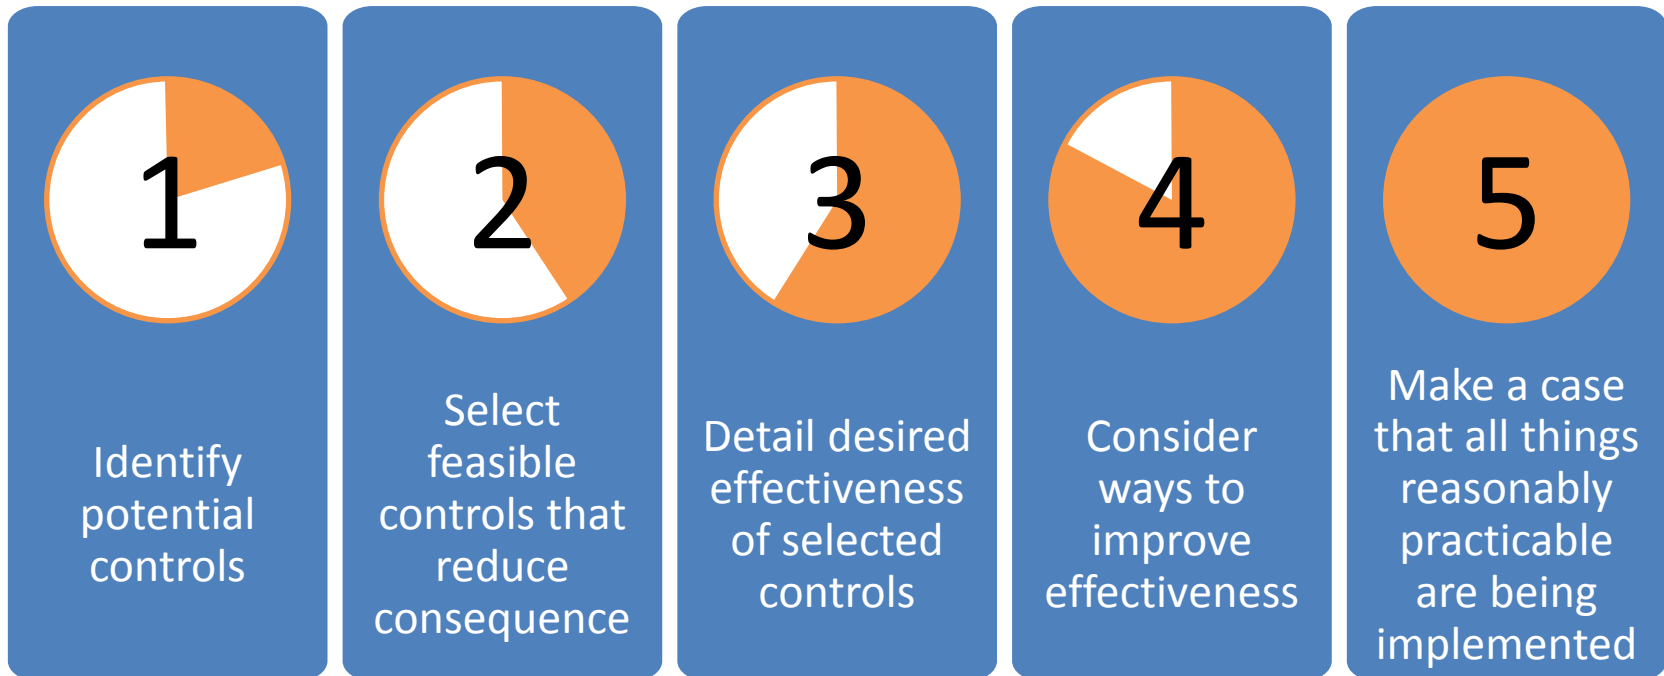 1
Identify
potential
controls
2
Select
feasible
controls that
reduce
consequence
3
Detail desired
effectiveness
of selected
controls
4
Consider
ways to
improve
effectiveness
5
Make a case
that all things
reasonably
practicable
are being
implemented